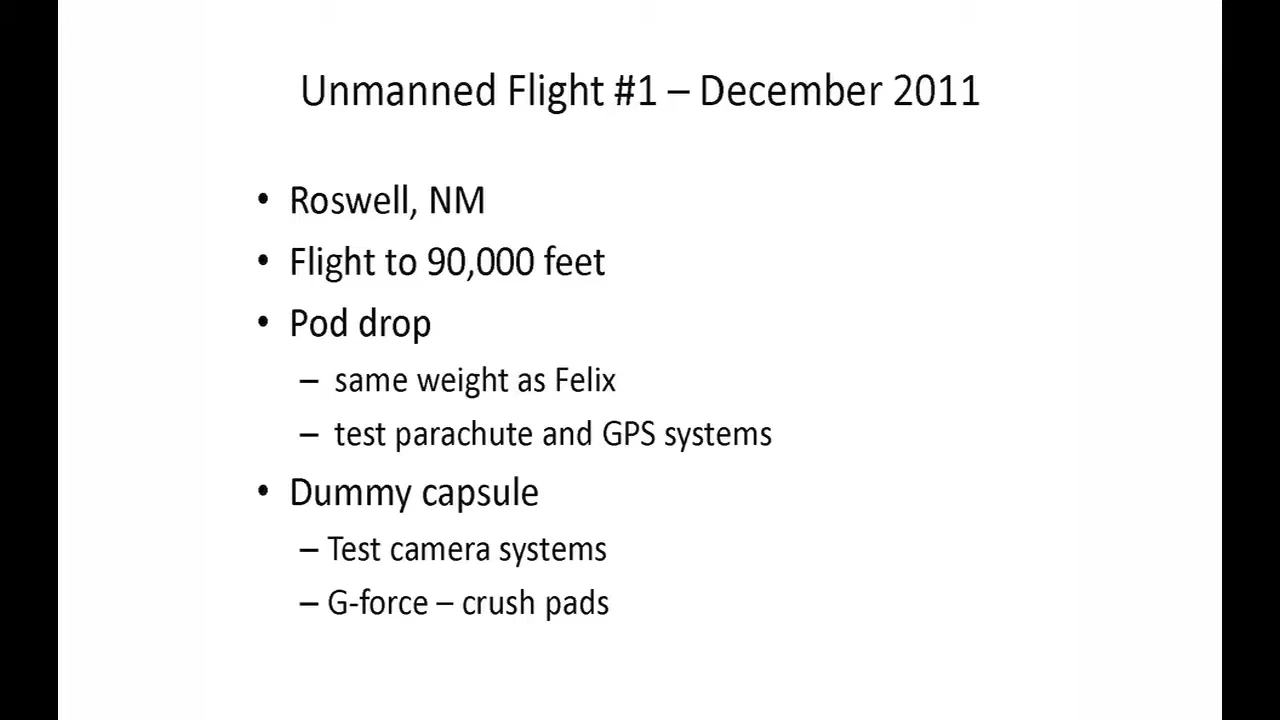 Unmanned Flight #1 – December 2011
• Roswell, NM
• Flight to 90,000 feet
• Pod drop
– same weight as Felix
– test parachute and GPS systems
• Dummy capsule
– Test camera systems
– G-force – crush pads